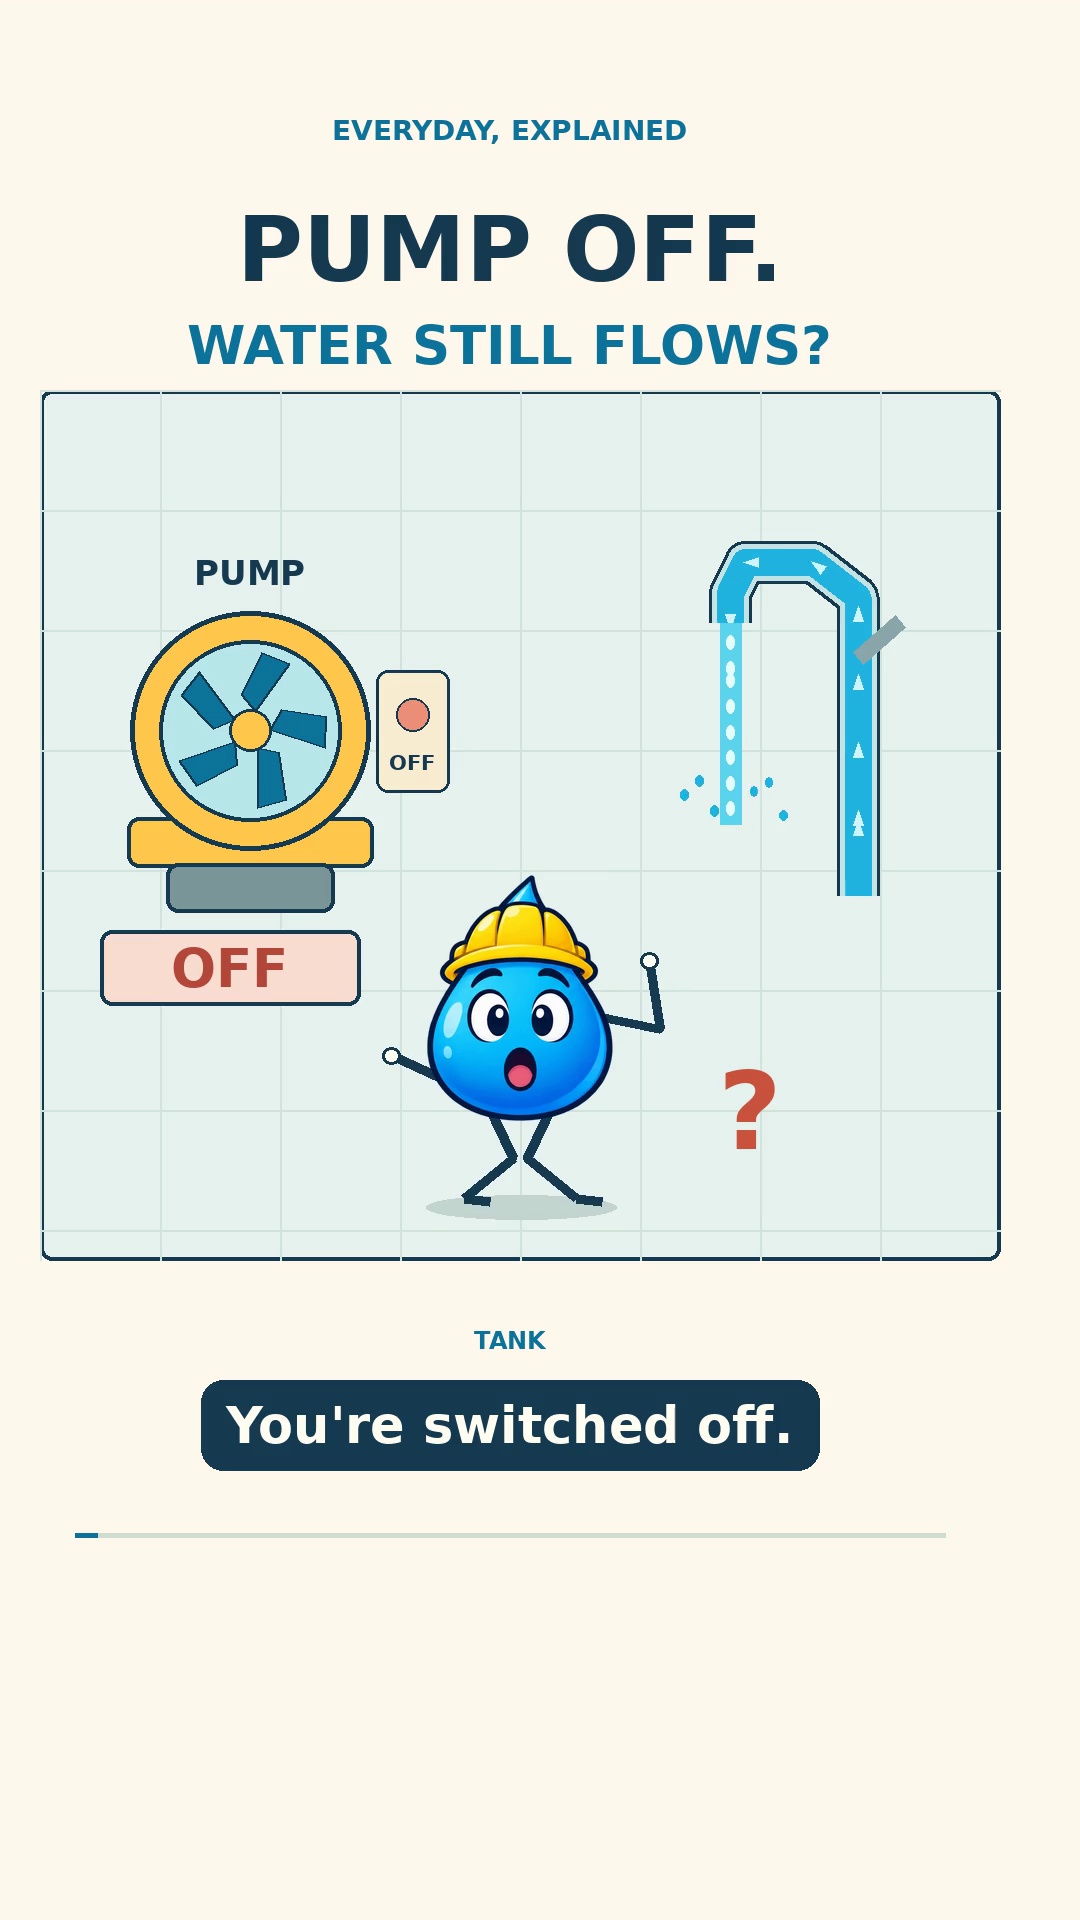 EVERYDAY, EXPLAINED
PUMP OFF.
WATER STILL FLOWS?
PUMP
OFF
OFF
?
TANK
You're switched off.